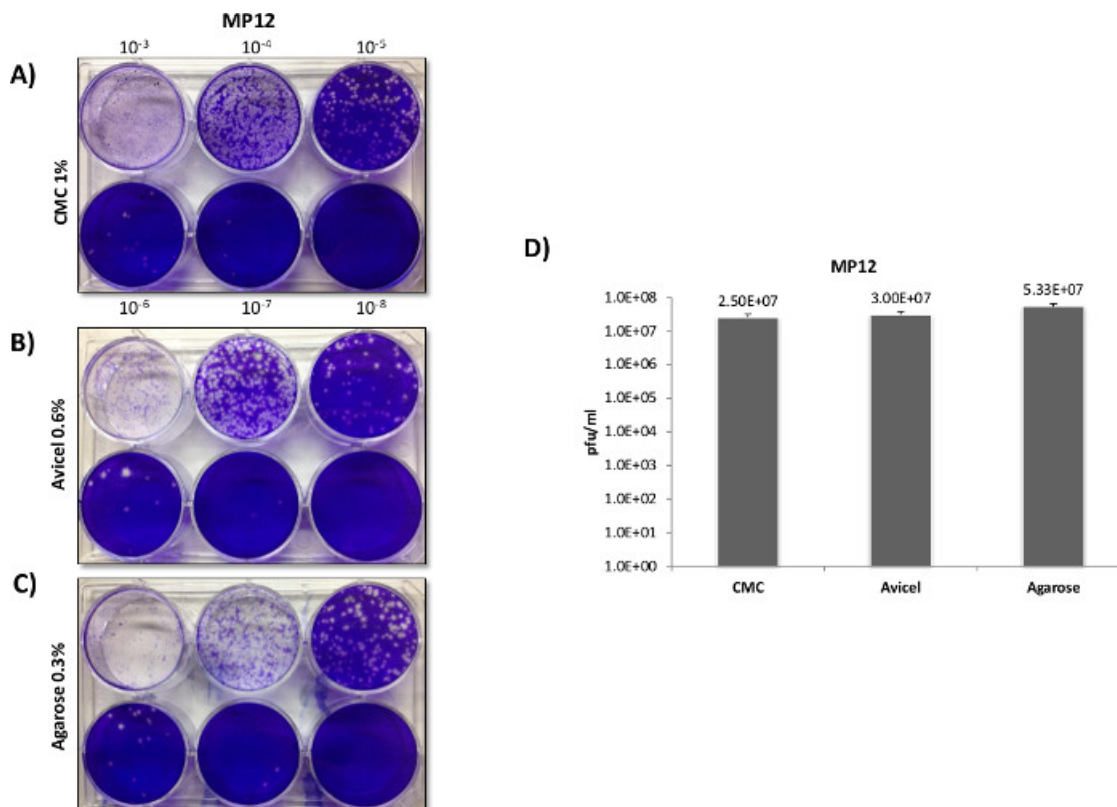 MP12
10-3 10-4 10-5
A)
CMC 1%
10-6 10-7 10-8
B)
Avicel 0.6%
C)
Agarose 0.3%
D)
MP12
2.50E+07 3.00E+07 5.33E+07
pfu/ml
1.0E+08
1.0E+07
1.0E+06
1.0E+05
1.0E+04
1.0E+03
1.0E+02
1.0E+01
1.0E+00
CMC Avicel Agarose